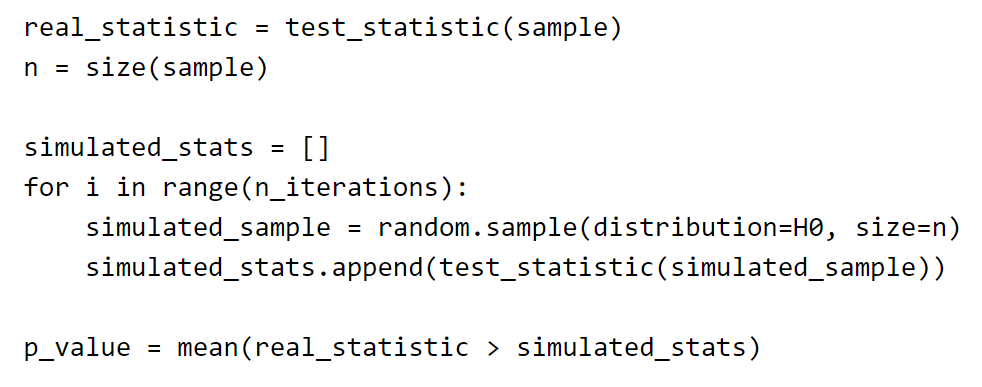 real_statistic = test_statistic(sample)
n = size(sample)

simulated_stats = []
for i in range(n_iterations):
    simulated_sample = random.sample(distribution=H0, size=n)
    simulated_stats.append(test_statistic(simulated_sample))

p_value = mean(real_statistic > simulated_stats)